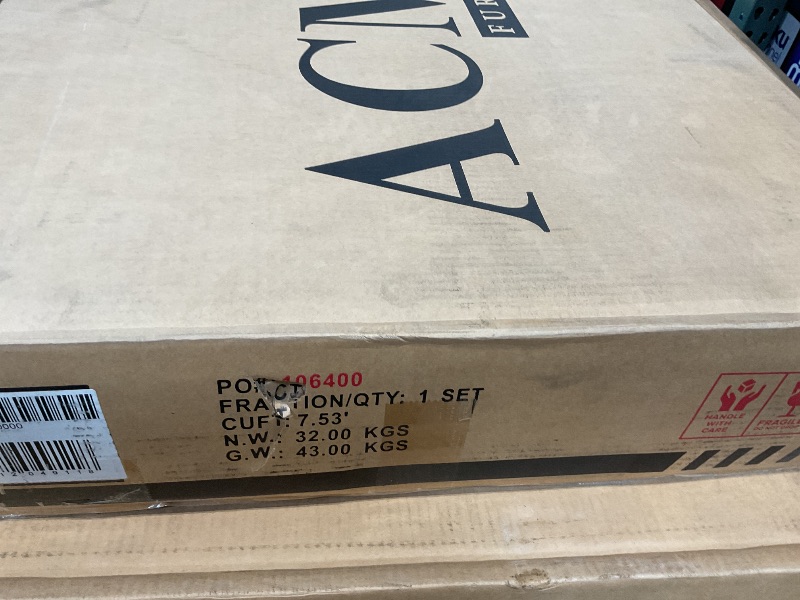 ACM
FUR
PO
106400
FRACTION/QTY: 1 SET
CUFT: 7.53'
N.W.: 32.00 KGS
G.W.: 43.00 KGS
HANDLE
WITH
CARE
FRAGIL